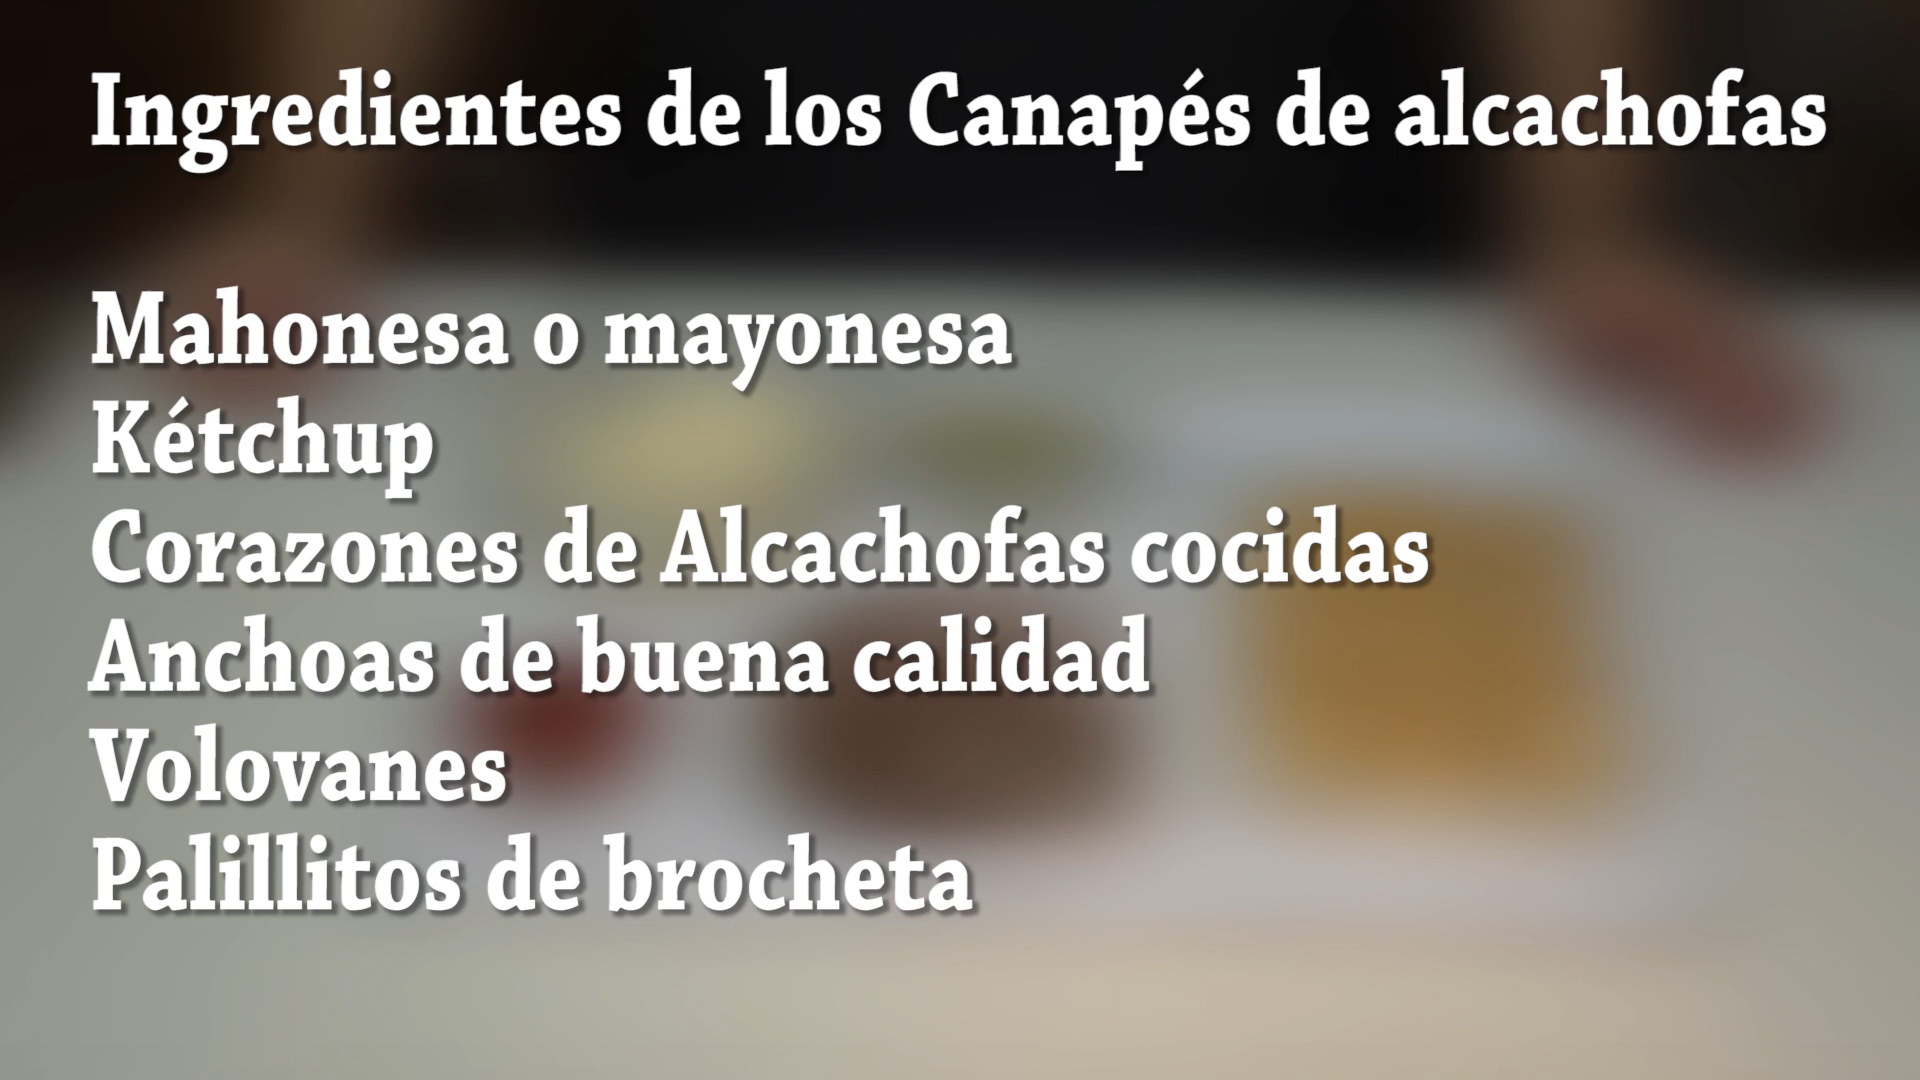 Ingredientes de los Canapés de alcachofas
Mahonesa o mayonesa
Kétchup
Corazones de Alcachofas cocidas
Anchoas de buena calidad
Volovanes
Palillitos de brocheta